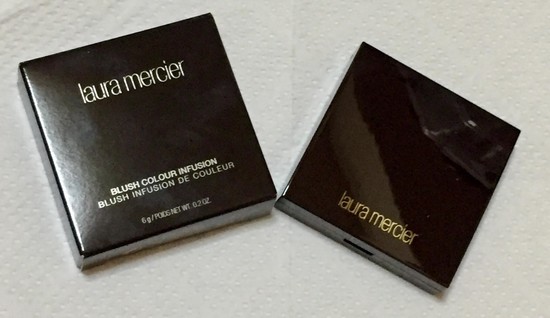 laura mercier
BLUSH COLOUR INFUSION
BLUSH INFUSION DE COULEUR
6 g / POIDS NET WT. 0.2 OZ.
laura mercier